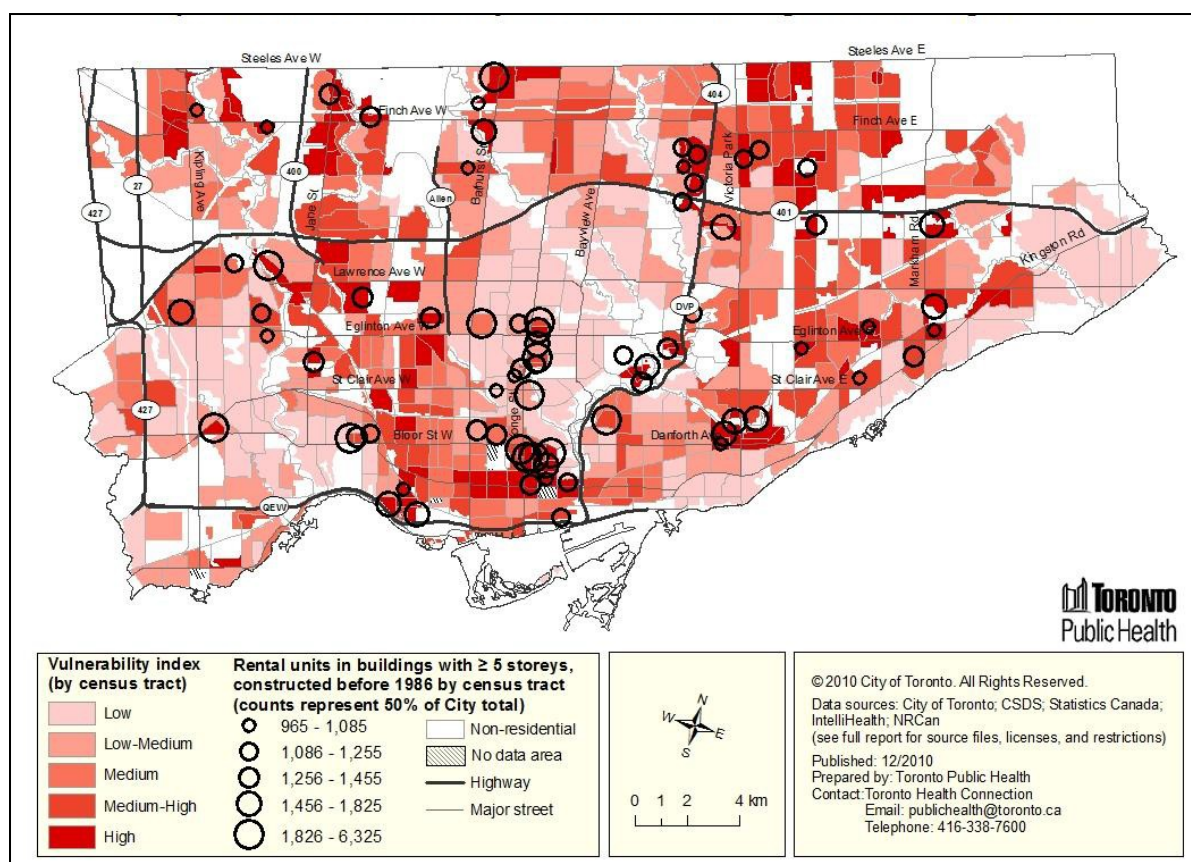 Steeles Ave W
Steeles Ave E
Finch Ave W
Finch Ave E
404
Kipling Ave
27
400
Jane St
Allen
Bathurst St
Bayview Ave
Victoria Park
427
401
Markham Rd
Kingston Rd
Lawrence Ave W
DVP
Eglinton Ave W
St Clair Ave W
St Clair Ave E
427
Bloor St W
Danforth
QEW
TORONTO
Public Health
Vulnerability index
(by census tract)
Low
Low-Medium
Medium
Medium-High
High
Rental units in buildings with ≥ 5 storeys,
constructed before 1986 by census tract
(counts represent 50% of City total)
965 - 1,085
1,086 - 1,255
1,256 - 1,455
1,456 - 1,825
1,826 - 6,325
Non-residential
No data area
Highway
Major street
N
W
E
S
0 1 2 4 km
© 2010 City of Toronto. All Rights Reserved.
Data sources: City of Toronto; CSDS; Statistics Canada;
IntelliHealth; NRCan
(see full report for source files, licenses, and restrictions)
Published: 12/2010
Prepared by: Toronto Public Health
Contact:Toronto Health Connection
Email: publichealth@toronto.ca
Telephone: 416-338-7600